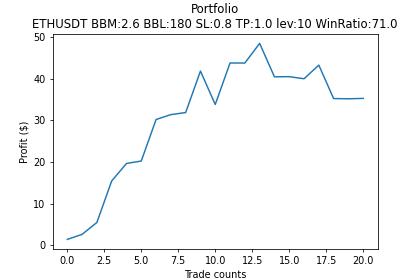 Portfolio
ETHUSDT BBM:2.6 BBL:180 SL:0.8 TP:1.0 lev:10 WinRatio:71.0
50
40
30
20
10
0
Profit ($)
0.0 2.5 5.0 7.5 10.0 12.5 15.0 17.5 20.0
Trade counts